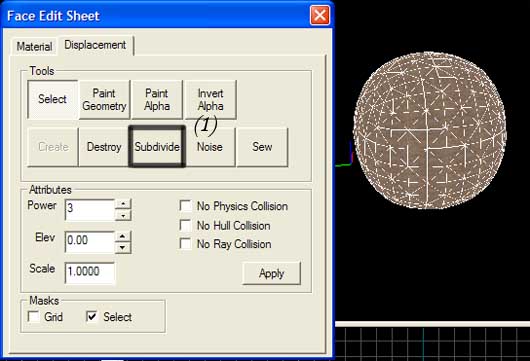 Face Edit Sheet
Material Displacement
Tools
Select Paint Geometry Paint Alpha Invert Alpha
(1)
Create Destroy Subdivide Noise Sew
Attributes
Power 3 No Physics Collision
No Hull Collision
Elev 0.00 No Ray Collision
Scale 1.0000 Apply
Masks
Grid Select